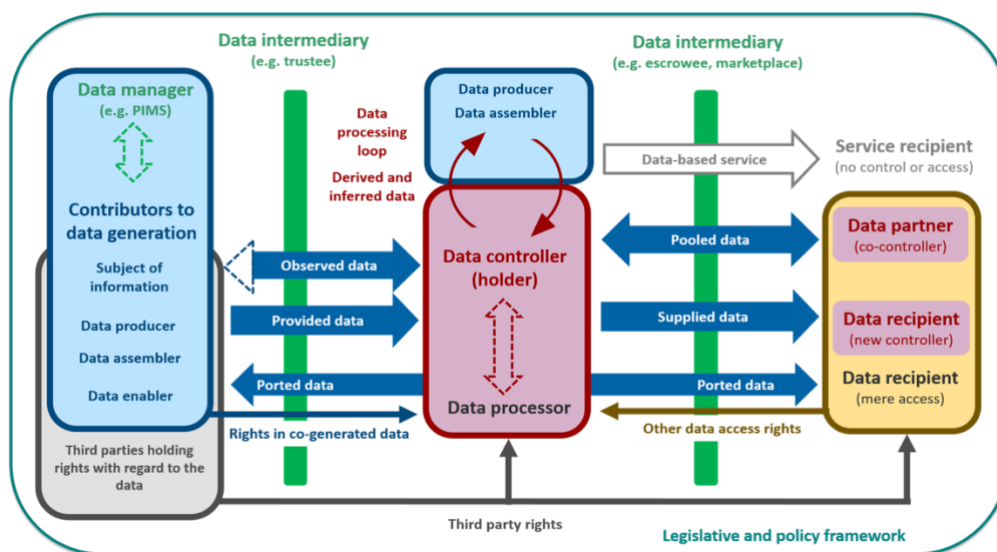 Data intermediary
(e.g. trustee)
Data intermediary
(e.g. escrowee, marketplace)
Data manager
(e.g. PIMS)
Contributors to
data generation
Subject of
information
Data producer
Data assembler
Data enabler
Third parties holding
rights with regard to the
data
Data
processing
loop
Derived and
inferred data
Observed data
Provided data
Ported data
Rights in co-generated data
Data producer
Data assembler
Data controller
(holder)
Data processor
Data-based service
Pooled data
Supplied data
Ported data
Other data access rights
Service recipient
(no control or access)
Data partner
(co-controller)
Data recipient
(new controller)
Data recipient
(mere access)
Third party rights
Legislative and policy framework